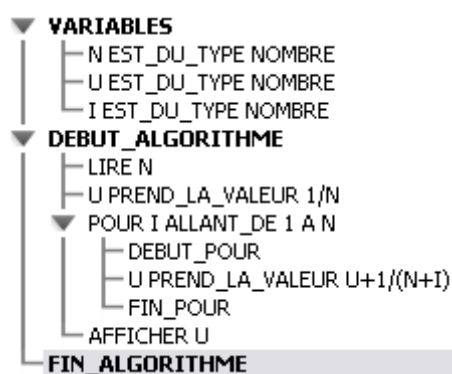 VARIABLES
N EST_DU_TYPE NOMBRE
U EST_DU_TYPE NOMBRE
I EST_DU_TYPE NOMBRE
DEBUT_ALGORITHME
LIRE N
U PREND_LA_VALEUR 1/N
POUR I ALLANT_DE 1 A N
DEBUT_POUR
U PREND_LA_VALEUR U+1/(N+I)
FIN_POUR
AFFICHER U
FIN_ALGORITHME